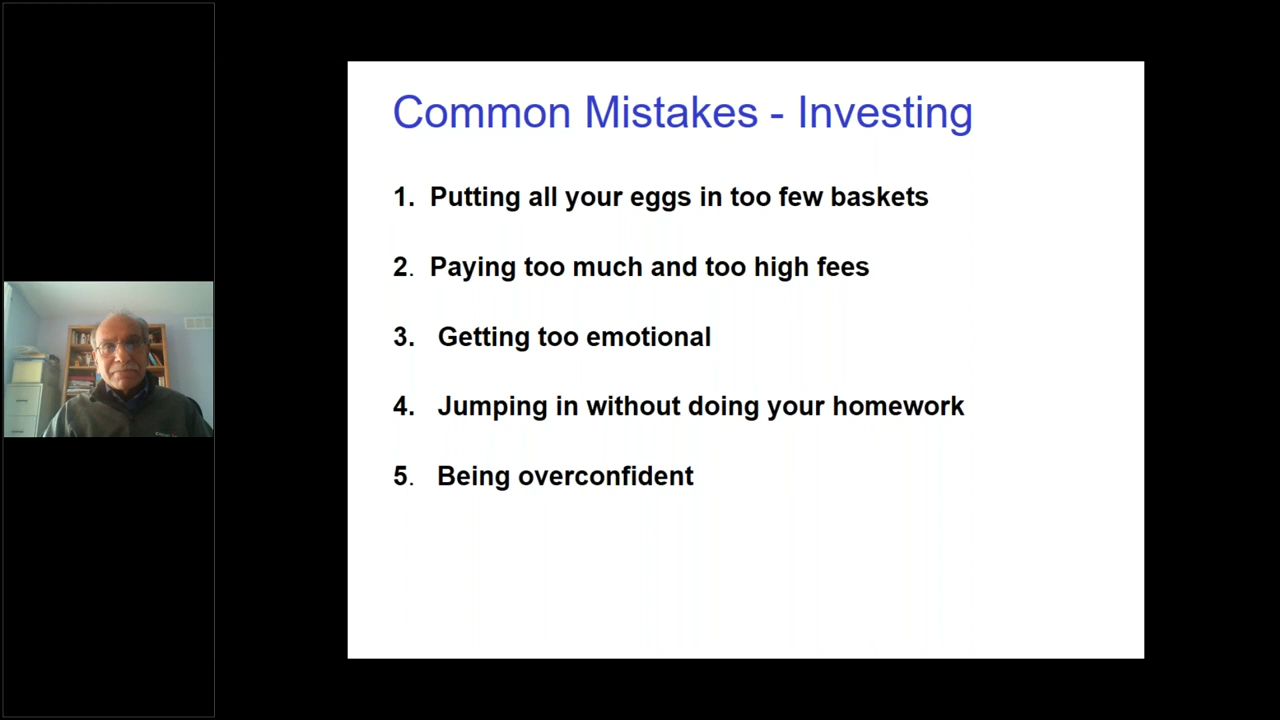 Common Mistakes - Investing
1. Putting all your eggs in too few baskets
2. Paying too much and too high fees
3. Getting too emotional
4. Jumping in without doing your homework
5. Being overconfident